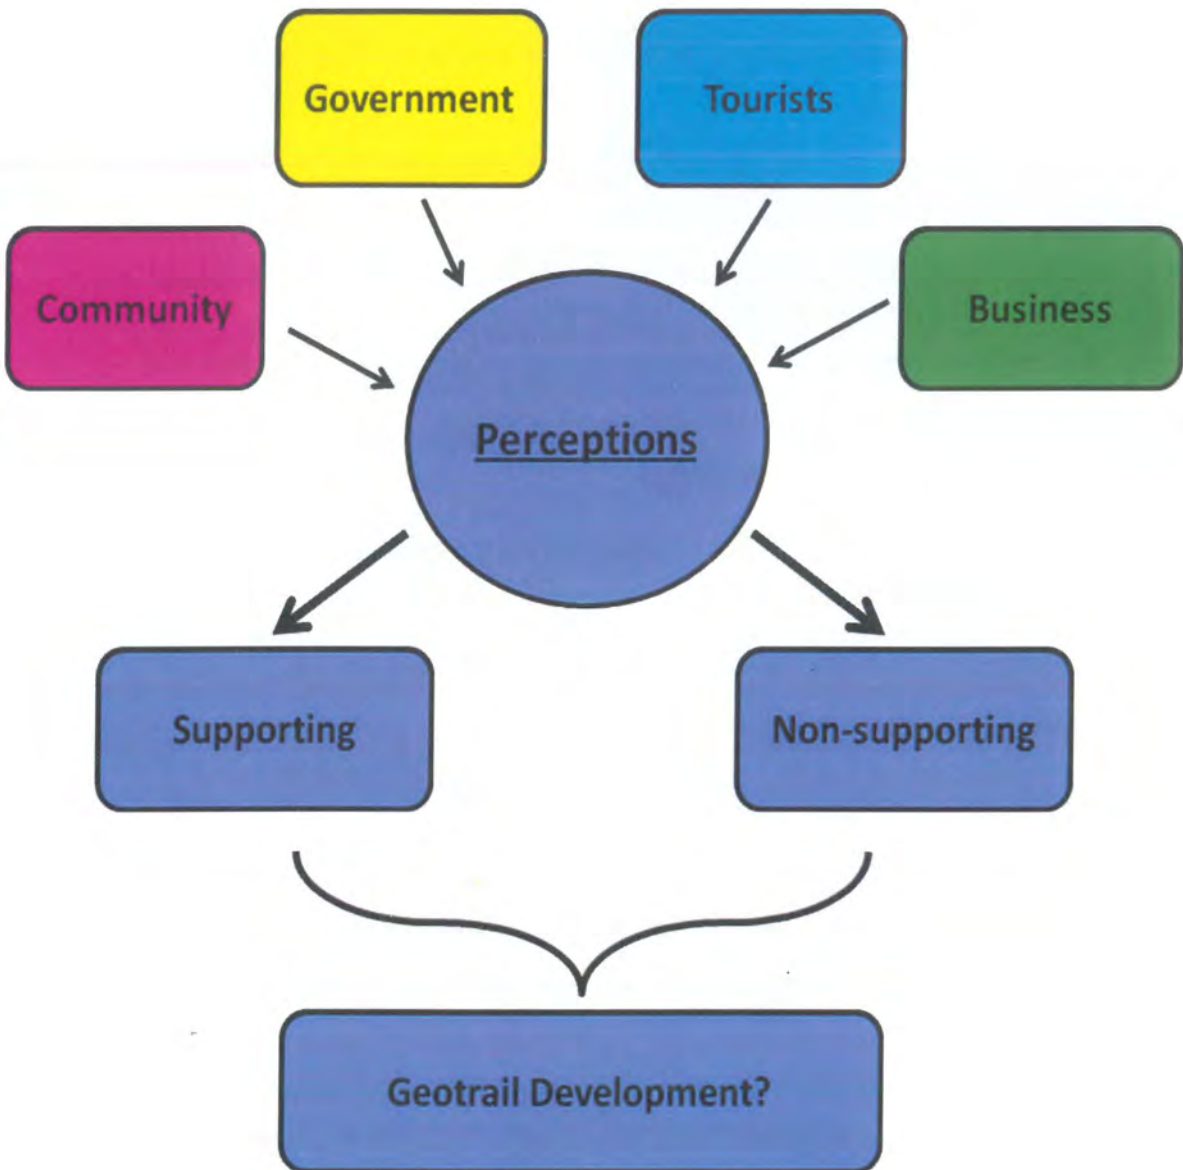 Government
Tourists
Community
Business
Perceptions
Supporting
Non-supporting
Geotrail Development?